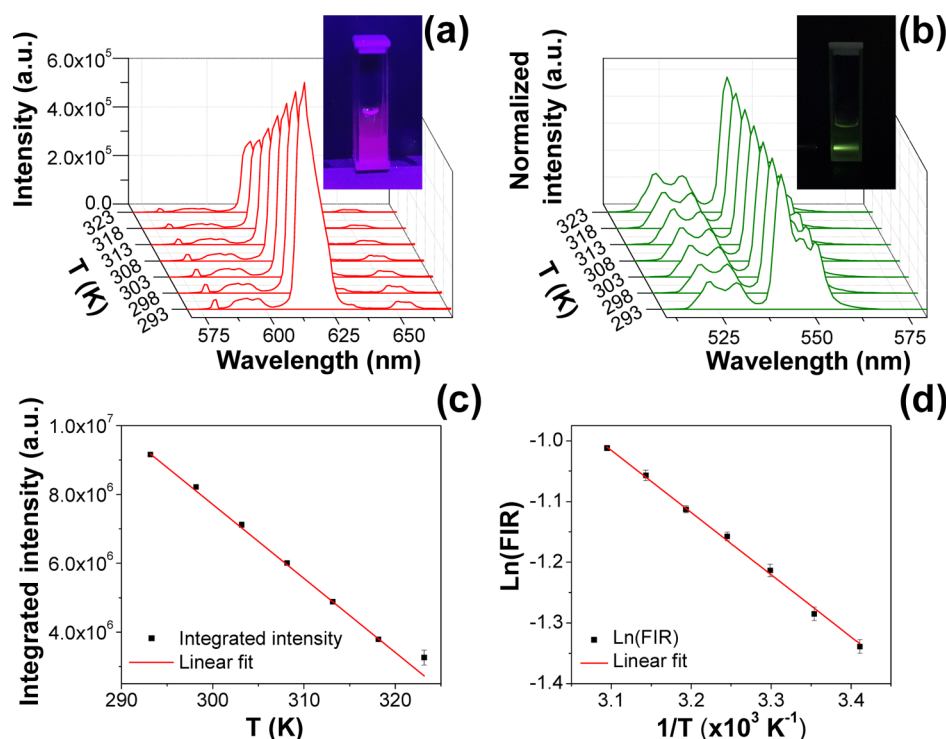 (a)
Intensity (a.u.)
6.0x10⁵
4.0x10⁵
2.0x10⁵
0.0
323
318
313
308
303
298
293
T (K)
575 600 625 650
Wavelength (nm)
(b)
Normalized
intensity (a.u.)
323
318
313
308
303
298
293
T (K)
525 550 575
Wavelength (nm)
(c)
Integrated intensity (a.u.)
1.0x10⁷
8.0x10⁶
6.0x10⁶
4.0x10⁶
Integrated intensity
Linear fit
290 300 310 320
T (K)
(d)
Ln(FIR)
-1.0
-1.1
-1.2
-1.3
-1.4
Ln(FIR)
Linear fit
3.1 3.2 3.3 3.4
1/T (x10³ K⁻¹)